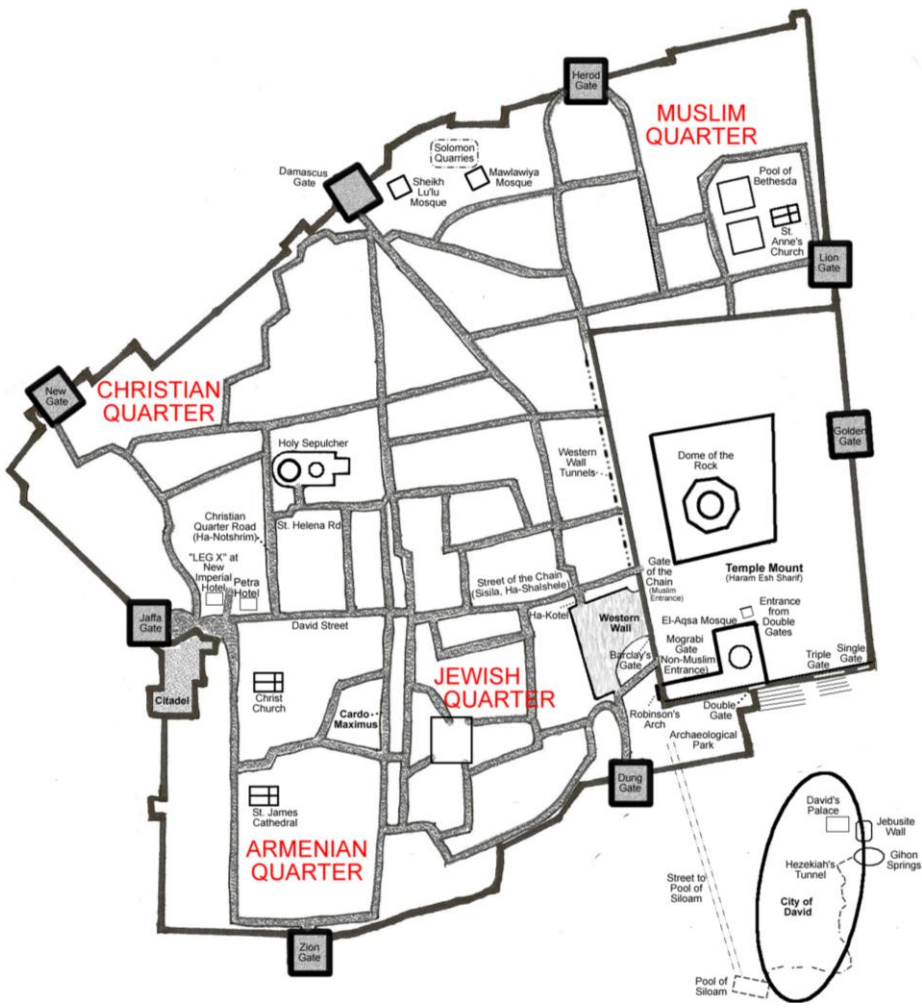 Herod
Gate
MUSLIM
QUARTER
Solomon
Quarries
Damascus
Gate
Sheikh
Lu'lu
Mosque
Mawlawiya
Mosque
Pool of
Bethesda
St.
Anne's
Church
Lion
Gate
New
Gate
CHRISTIAN
QUARTER
Golden
Gate
Holy Sepulcher
Western
Wall
Tunnels
Dome of the
Rock
Christian
Quarter Road
(Ha-Notshrim)
St. Helena Rd
"LEG X" at
New
Imperial
Hotel
Petra
Hotel
Street of the Chain
(Sisila, Ha-Shalshele)
Gate
of the
Chain
(Muslim
Entrance)
Temple Mount
(Haram Esh Sharif)
Jaffa
Gate
David Street
Ha-Kotel
Western
Wall
El-Aqsa Mosque
Entrance
from
Double
Gates
Mograbi
Gate
(Non-Muslim
Entrance)
Barclay's
Gate
Triple
Gate
Single
Gate
Citadel
Christ
Church
Cardo
Maximus
JEWISH
QUARTER
Robinson's
Arch
Double
Gate
Archaeological
Park
Dung
Gate
St. James
Cathedral
ARMENIAN
QUARTER
David's
Palace
Jebusite
Wall
Gihon
Springs
Hezekiah's
Tunnel
City of
David
Street to
Pool of
Siloam
Zion
Gate
Pool of
Siloam